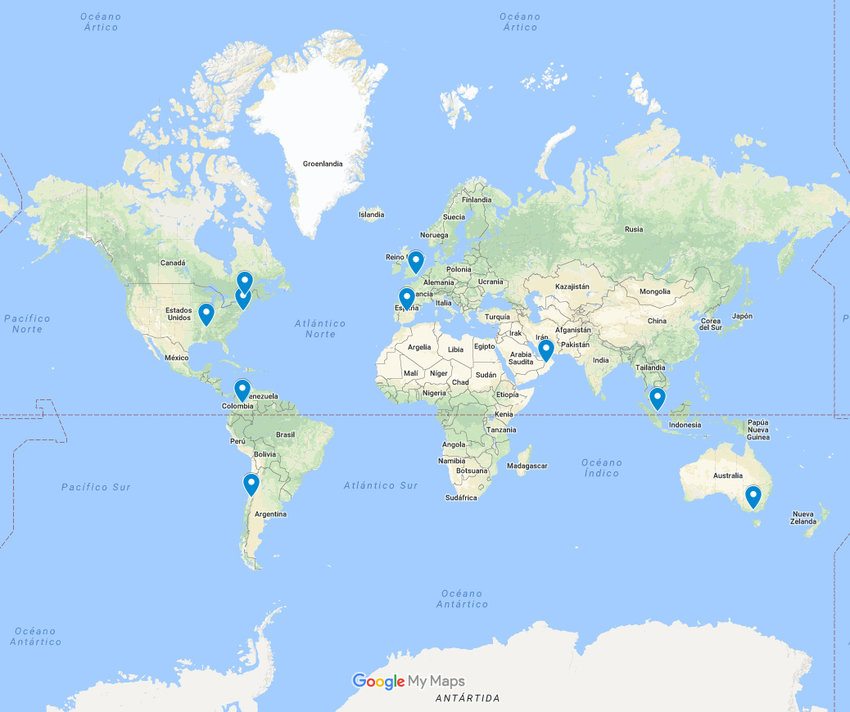 Océano
Ártico
Océano
Ártico
Groenlandia
Islandia
Finlandia
Suecia
Noruega
Rusia
Canadá
Reino
Polonia
Alemania
Ucrania
Kazajistán
Mongolia
España
Italia
Estados
Unidos
Pacífico
Norte
Atlántico
Norte
Turquía
China
Corea
del Sur
Japón
Irak
Irán
Afganistán
Pakistán
México
Argelia
Libia
Egipto
Arabia
Saudita
India
Tailandia
Malí
Níger
Chad
Sudán
Nigeria
Etiopía
Venezuela
Colombia
Kenia
Tanzania
Indonesia
Papúa
Nueva
Guinea
Perú
Brasil
Bolivia
Angola
Namibia
Botsuana
Madagascar
Océano
Índico
Australia
Pacífico Sur
Atlántico Sur
Sudáfrica
Argentina
Nueva
Zelanda
Océano
Antártico
Océano
Antártico
Google My Maps
ANTÁRTIDA